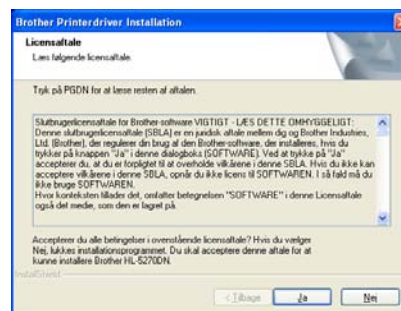 Brother Printerdriver Installation
Licensaftale
Læs følgende licensaftale.
Tryk på PGDN for at læse resten af aftalen.
Slutbrugerlicensaftale for Brother-software VIGTIGT - LÆS DETTE OMHYGGELIGT:
Denne slutbrugerlicensaftale (SBLA) er en juridisk aftale mellem dig og Brother Industries,
Ltd. (Brother), der regulerer din brug af den Brother-software, der installeres, hvis du
trykker på knappen "Ja" i denne dialogboks (SOFTWARE). Ved at trykke på "Ja"
accepterer du, at du er forpligtet til at overholde vilkårene i denne SBLA. Hvis du ikke kan
acceptere vilkårene i denne SBLA, opnår du ikke licens til SOFTWAREN. I så fald må du
ikke bruge SOFTWAREN.
Hvor konteksten tillader det, omfatter betegnelsen "SOFTWARE" i denne Licensaftale
også det medie, som den er lagret på.
Accepterer du alle betingelser i ovenstående licensaftale? Hvis du vælger
Nej, lukkes installationsprogrammet. Du skal acceptere denne aftale for at
kunne installere Brother HL-5270DN.
InstallShield
< Tilbage
Ja
Nej